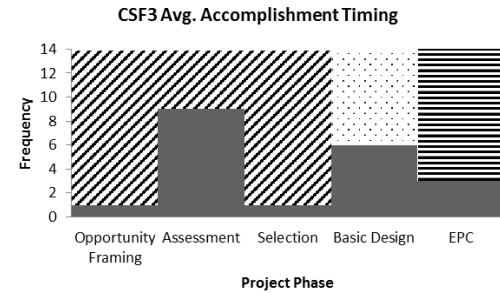 CSF3 Avg. Accomplishment Timing
14
12
10
8
6
4
2
0
Frequency
Opportunity Framing
Assessment
Selection
Basic Design
EPC
Project Phase